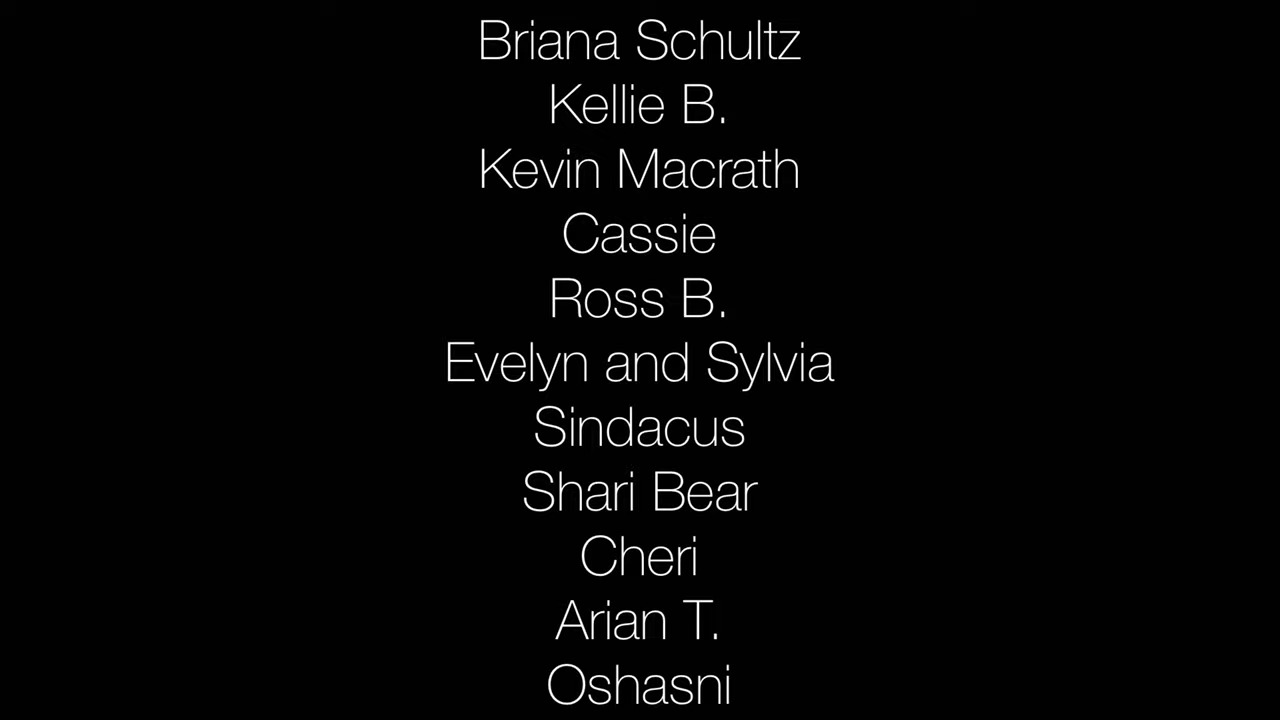 Briana Schultz
Kellie B.
Kevin Macrath
Cassie
Ross B.
Evelyn and Sylvia
Sindacus
Shari Bear
Cheri
Arian T.
Oshasni